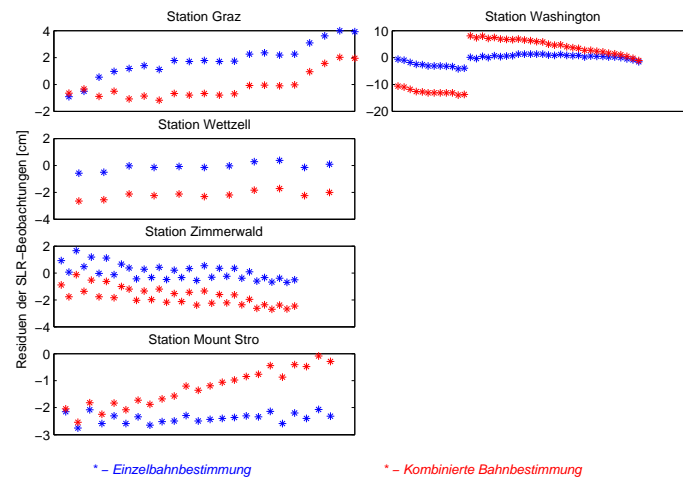 Station Graz
4
2
0
−2
Station Washington
10
0
−10
−20
Station Wettzell
2
0
−2
−4
Station Zimmerwald
2
0
−2
−4
Station Mount Stro
0
−1
−2
−3
Residuen der SLR−Beobachtungen [cm]
* − Einzelbahnbestimmung
* − Kombinierte Bahnbestimmung